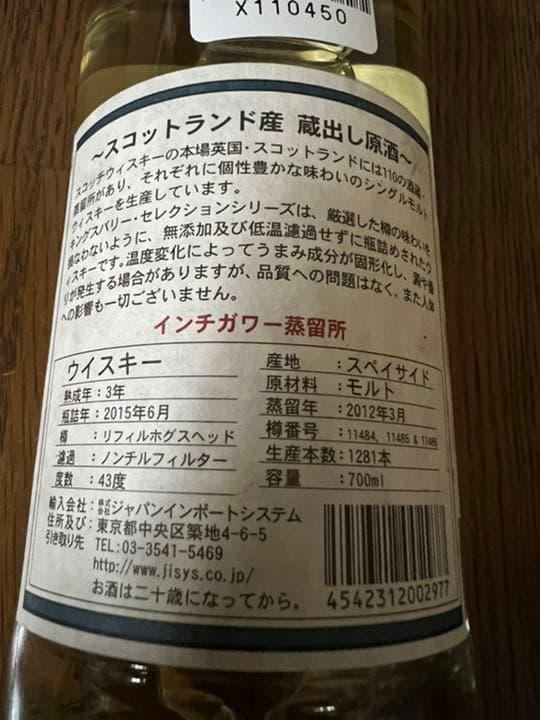 X110450
～スコットランド産 蔵出し原酒～
スコッチウィスキーの本場英国・スコットランドには110の酒蔵・
蒸留所があり、それぞれに個性豊かな味わいのシングルモルト
ウィスキーを生産しています。
キングスバリー・セレクションシリーズは、厳選した樽の味わいを
損なわないように、無添加及び低温濾過せずに瓶詰めされたウ
ィスキーです。温度変化によってうまみ成分が固形化し、濁や
りが発生する場合がありますが、品質への問題はなく、また人体
への影響も一切ございません。
インチガワー蒸留所
ウイスキー
熟成年：3年
瓶詰年：2015年6月
樽：リフィルホグスヘッド
濾過：ノンチルフィルター
度数：43度
産地：スペイサイド
原材料：モルト
蒸留年：2012年3月
樽番号：11484, 11485 & 11486
生産本数：1281本
容量：700ml
輸入会社：株式会社ジャパンインポートシステム
住所及び：東京都中央区築地4-6-5
引き取り先 TEL:03-3541-5469
http://www.jisys.co.jp/
お酒は二十歳になってから。
4542312002977